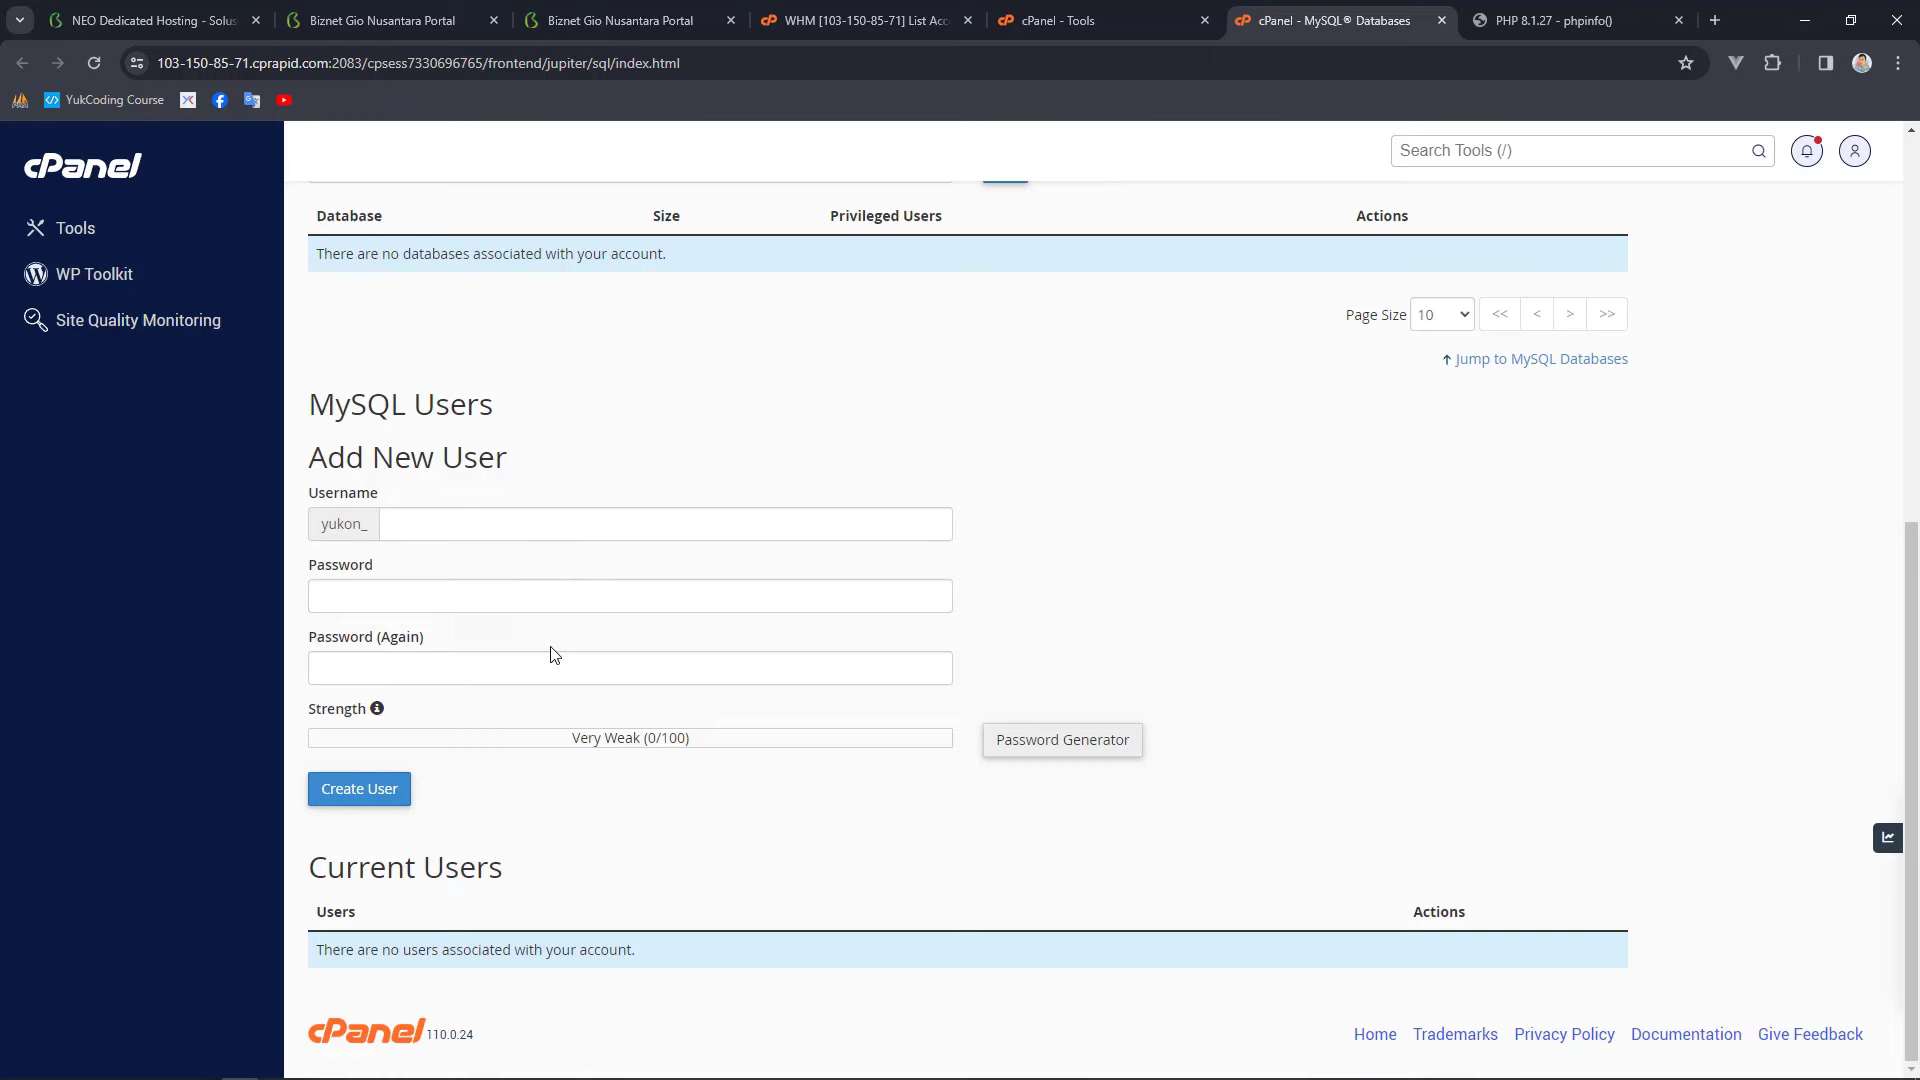 NEO Dedicated Hosting - Solus
Biznet Gio Nusantara Portal
Biznet Gio Nusantara Portal
WHM [103-150-85-71] List Acc
cPanel - Tools
cPanel - MySQL® Databases
PHP 8.1.27 - phpinfo()
103-150-85-71.cprapid.com:2083/cpsess7330696765/frontend/jupiter/sql/index.html
YukCoding Course
cPanel
Search Tools (/)
Tools
WP Toolkit
Site Quality Monitoring
Database Size Privileged Users Actions
There are no databases associated with your account.
Page Size 10 << < > >>
Jump to MySQL Databases
MySQL Users
Add New User
Username
yukon_
Password
Password (Again)
Strength
Very Weak (0/100)
Password Generator
Create User
Current Users
Users Actions
There are no users associated with your account.
cPanel 110.0.24
Home Trademarks Privacy Policy Documentation Give Feedback